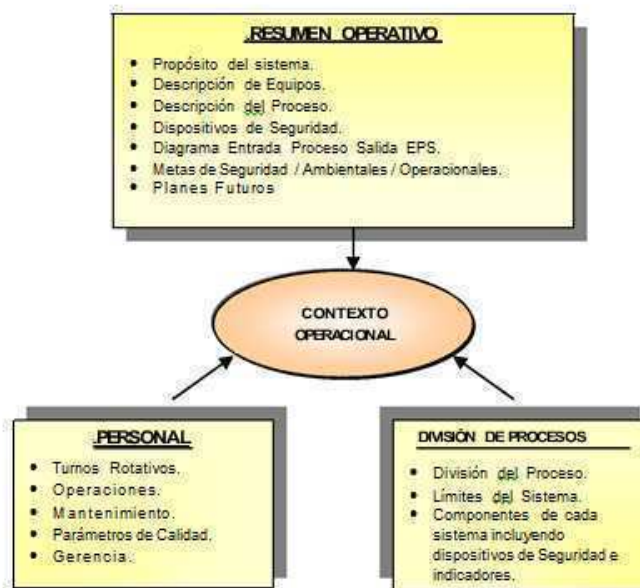 .RESUMEN OPERATIVO
• Propósito del sistema.
• Descripción de Equipos.
• Descripción del Proceso.
• Dispositivos de Seguridad.
• Diagrama Entrada Proceso Salida EPS.
• Metas de Seguridad / Ambientales / Operacionales.
• Planes Futuros
CONTEXTO
OPERACIONAL
.PERSONAL
• Turnos Rotativos.
• Operaciones.
• Mantenimiento.
• Parámetros de Calidad.
• Gerencia.
DIVISIÓN DE PROCESOS
• División del Proceso.
• Límites del Sistema.
• Componentes de cada
sistema incluyendo
dispositivos de Seguridad e
indicadores.